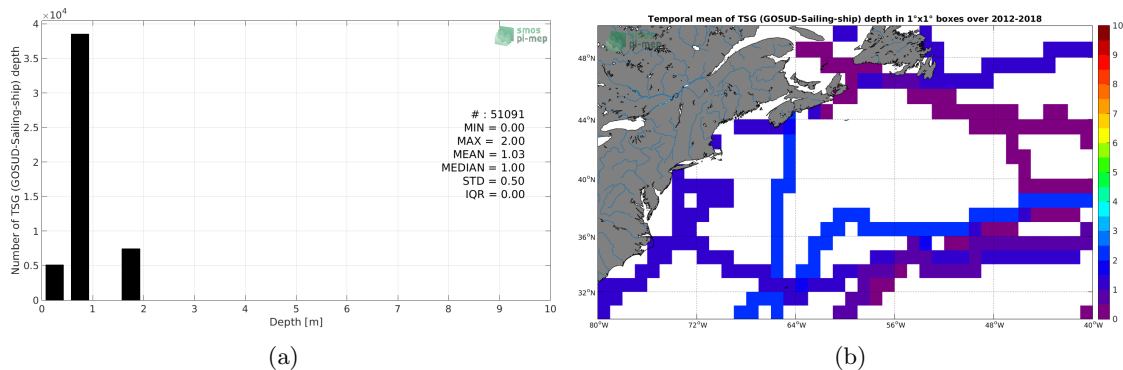 ×10⁴
4
3.5
3
2.5
2
1.5
1
0.5
0
Number of TSG (GOSUD-Sailing-ship) depth
smos
pi-mep
# : 51091
MIN = 0.00
MAX = 2.00
MEAN = 1.03
MEDIAN = 1.00
STD = 0.50
IQR = 0.00
0 1 2 3 4 5 6 7 8 9 10
Depth [m]
(a)
Temporal mean of TSG (GOSUD-Sailing-ship) depth in 1°x1° boxes over 2012-2018
smos
pi-mep
48°N
44°N
40°N
36°N
32°N
80°W 72°W 64°W 56°W 48°W 40°W
10
9
8
7
6
5
4
3
2
1
0
(b)